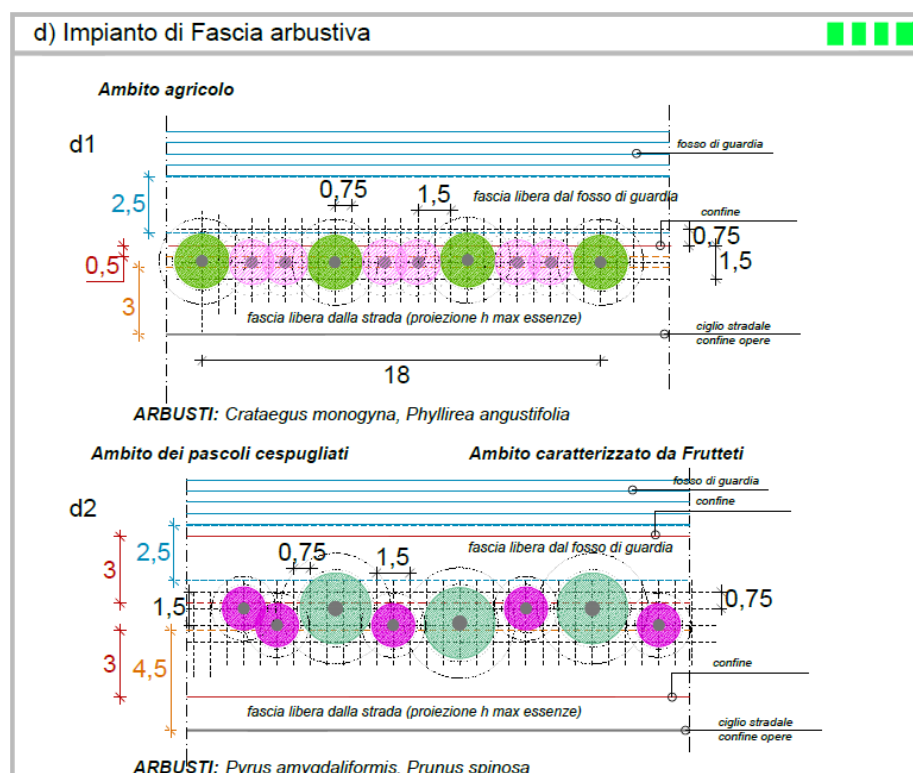 d) Impianto di Fascia arbustiva
Ambito agricolo
d1
fosso di guardia
2,5
0,75
1,5
fascia libera dal fosso di guardia
confine
0,75
0,5
1,5
3
fascia libera dalla strada (proiezione h max essenze)
ciglio stradale
confine opere
18
ARBUSTI: Crataegus monogyna, Phyllirea angustifolia
Ambito dei pascoli cespugliati
Ambito caratterizzato da Frutteti
fosso di guardia
d2
confine
3
2,5
0,75
1,5
fascia libera dal fosso di guardia
1,5
0,75
3
4,5
confine
fascia libera dalla strada (proiezione h max essenze)
ciglio stradale
confine opere
ARBUSTI: Pyrus amygdaliformis, Prunus spinosa